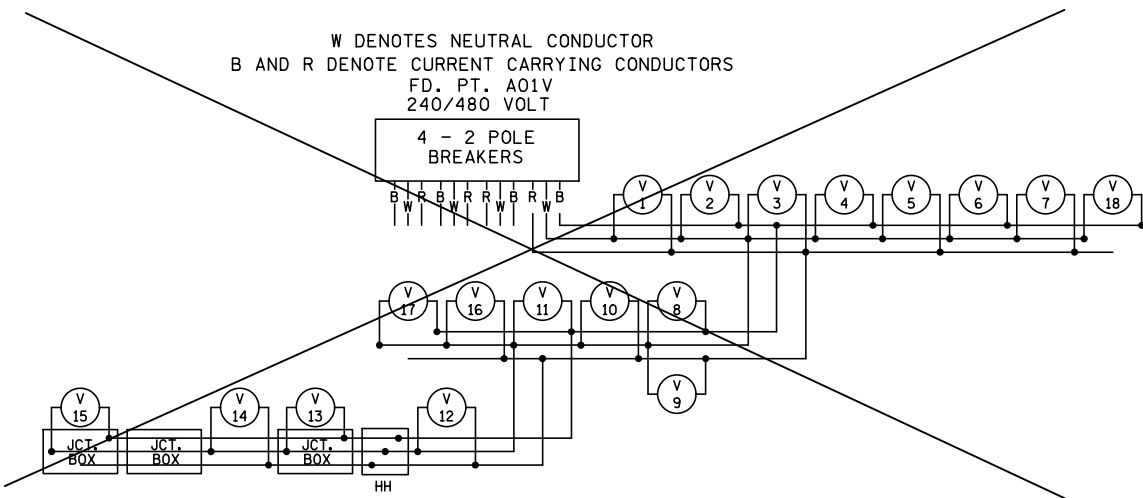 W DENOTES NEUTRAL CONDUCTOR
B AND R DENOTE CURRENT CARRYING CONDUCTORS
FD. PT. A01V
240/480 VOLT
4 - 2 POLE
BREAKERS
B W R B W R R W B R W B
V 1
V 2
V 3
V 4
V 5
V 6
V 7
V 18
V 17
V 16
V 11
V 10
V 8
V 9
V 15
V 14
V 13
V 12
JCT. BOX
JCT. BOX
JCT. BOX
HH